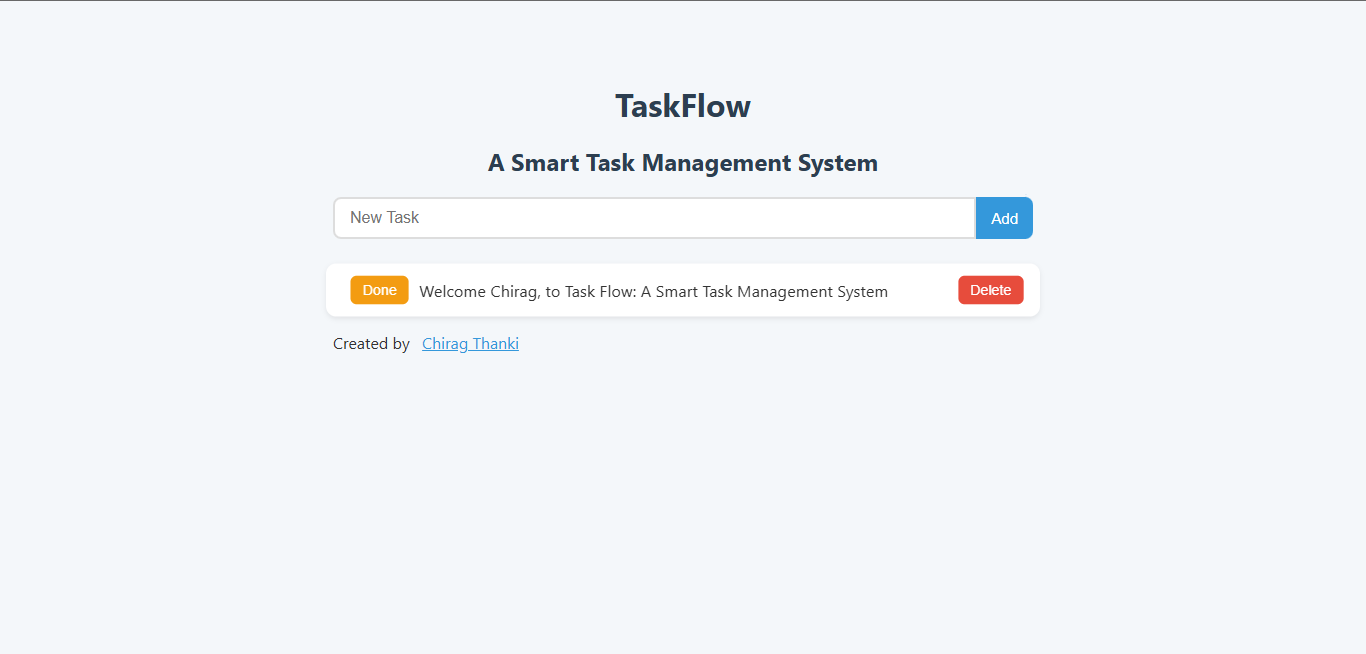 TaskFlow
A Smart Task Management System
New Task
Add
Done Welcome Chirag, to Task Flow: A Smart Task Management System Delete
Created by Chirag Thanki